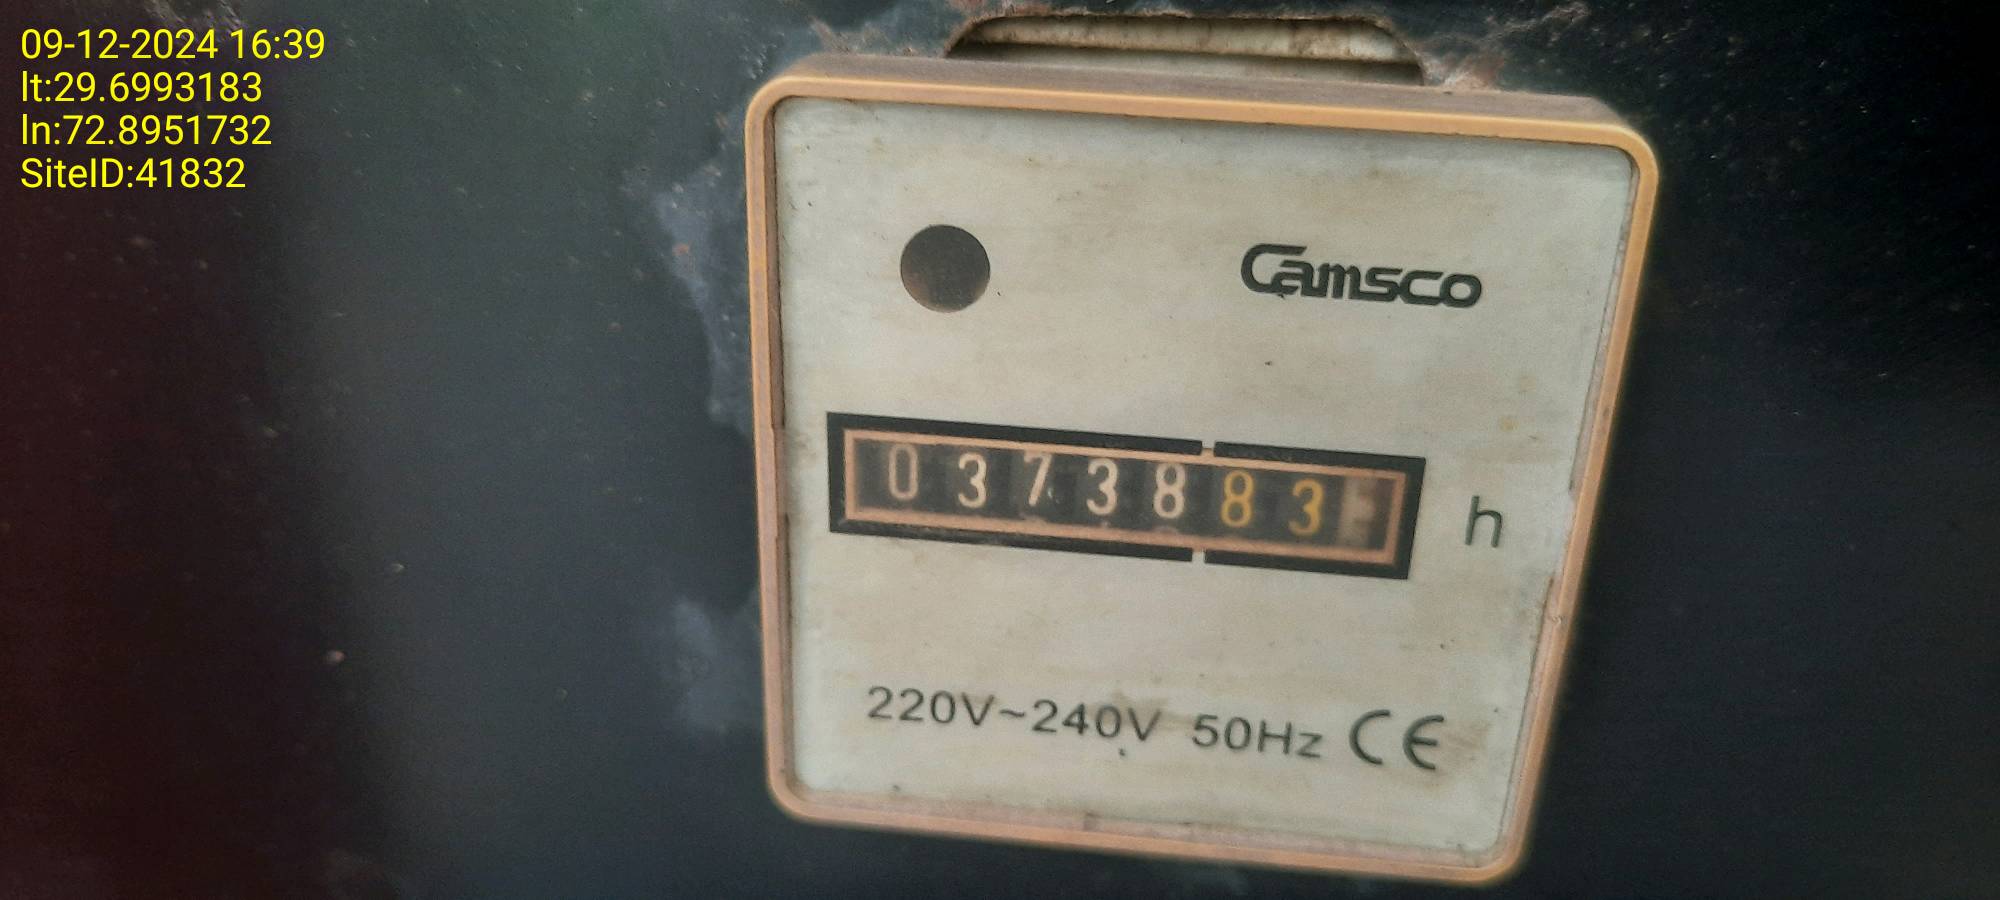 09-12-2024 16:39
lt:29.6993183
ln:72.8951732
SiteID:41832
Camsco
0373883
h
220V~240V 50Hz CE